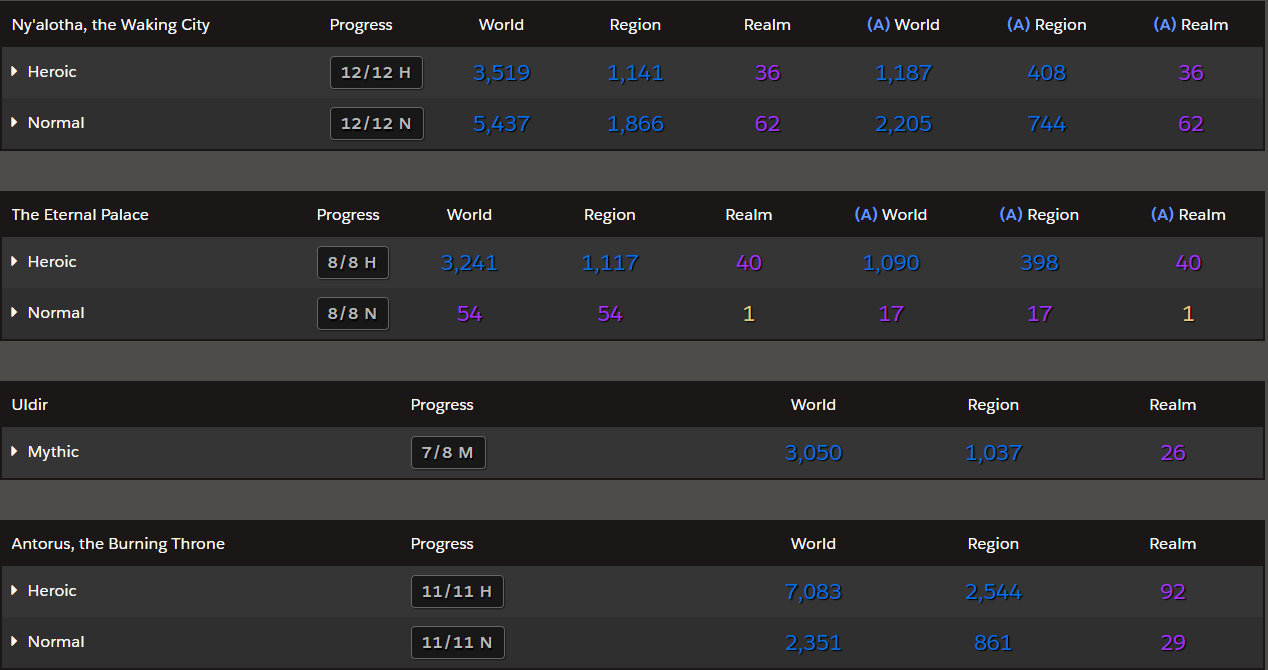 Ny'alotha, the Waking City Progress World Region Realm (A) World (A) Region (A) Realm
Heroic 12/12 H 3,519 1,141 36 1,187 408 36
Normal 12/12 N 5,437 1,866 62 2,205 744 62
The Eternal Palace Progress World Region Realm (A) World (A) Region (A) Realm
Heroic 8/8 H 3,241 1,117 40 1,090 398 40
Normal 8/8 N 54 54 1 17 17 1
Uldir Progress World Region Realm
Mythic 7/8 M 3,050 1,037 26
Antorus, the Burning Throne Progress World Region Realm
Heroic 11/11 H 7,083 2,544 92
Normal 11/11 N 2,351 861 29